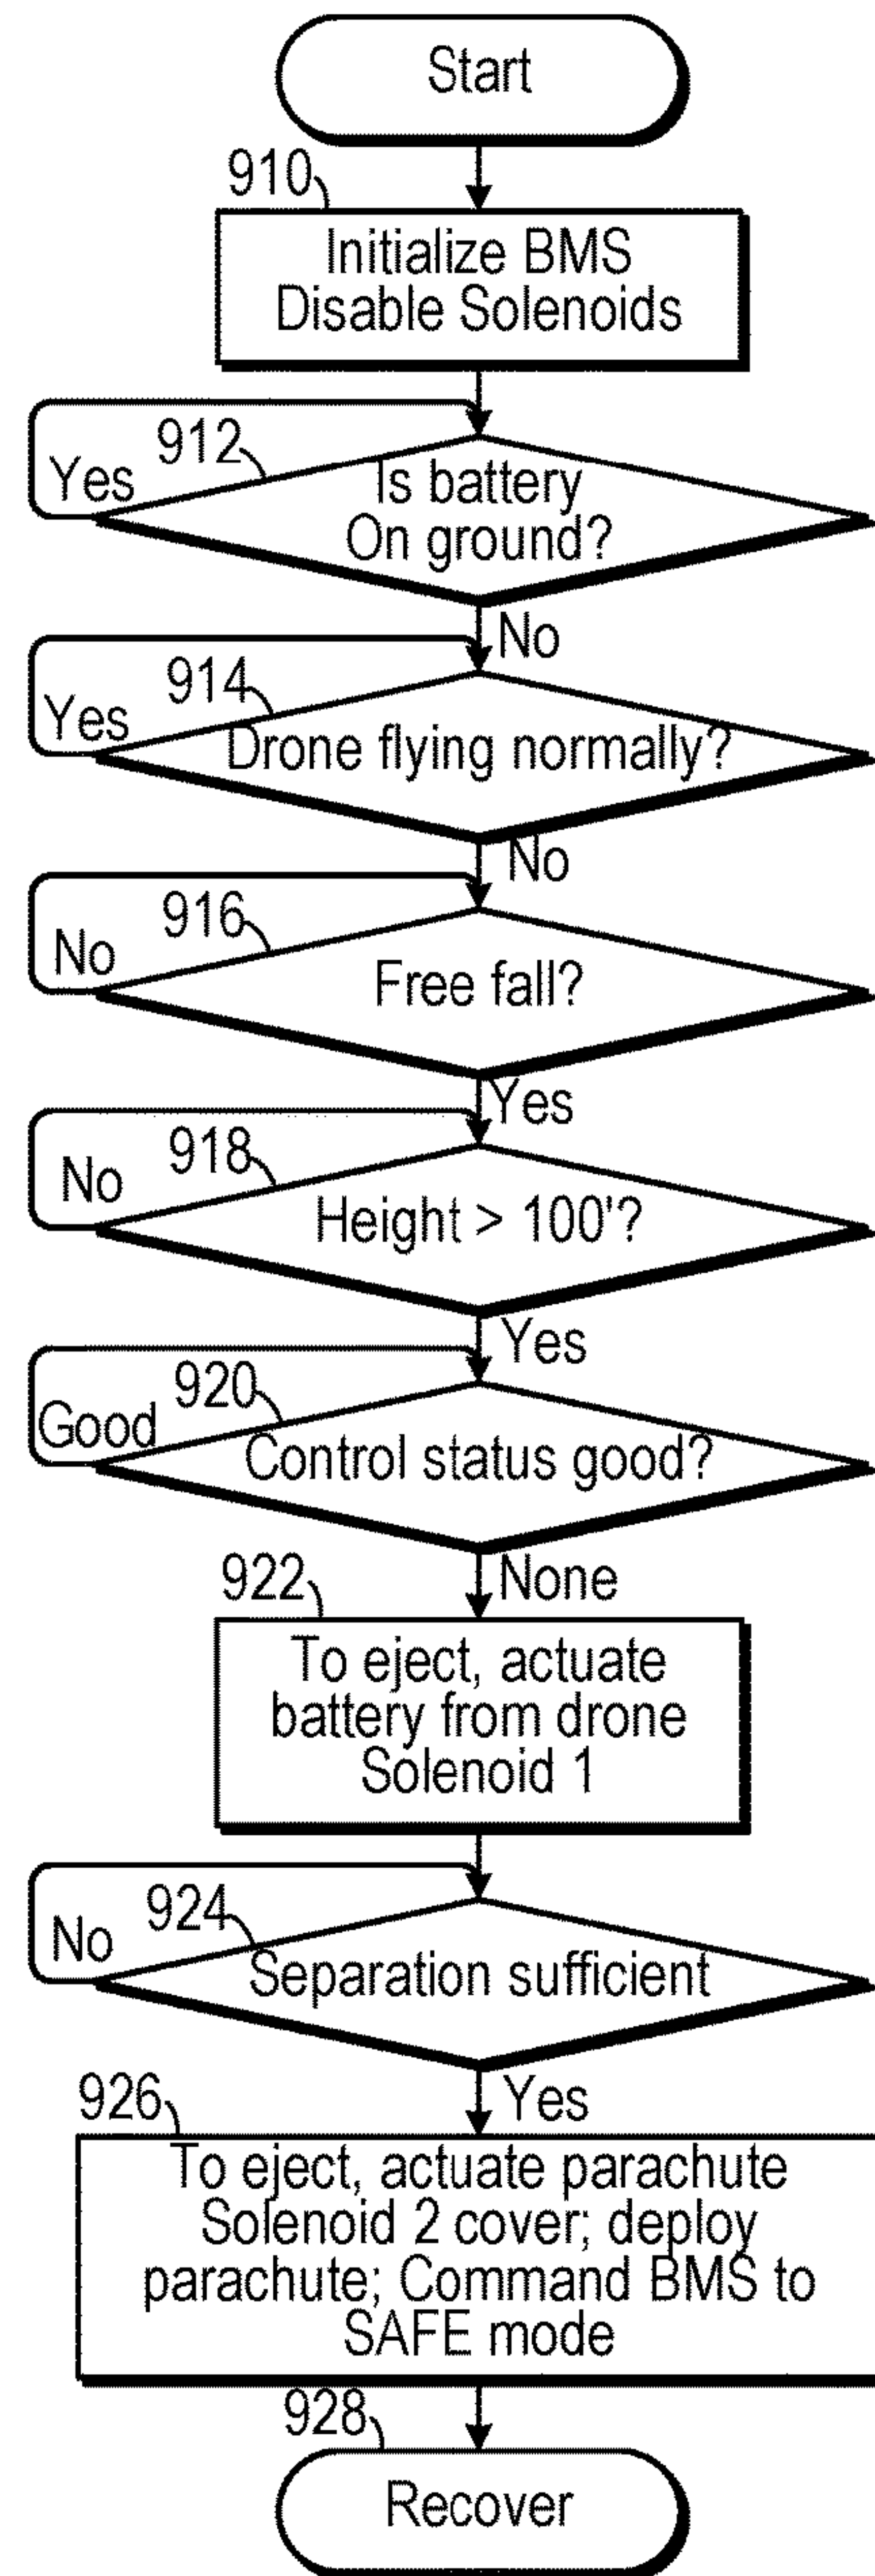 Start
910
Initialize BMS
Disable Solenoids
912
Yes
Is battery
On ground?
No
914
Yes
Drone flying normally?
No
916
No
Free fall?
Yes
918
No
Height > 100'?
Yes
920
Good
Control status good?
None
922
To eject, actuate
battery from drone
Solenoid 1
924
No
Separation sufficient
Yes
926
To eject, actuate parachute
Solenoid 2 cover; deploy
parachute; Command BMS to
SAFE mode
928
Recover